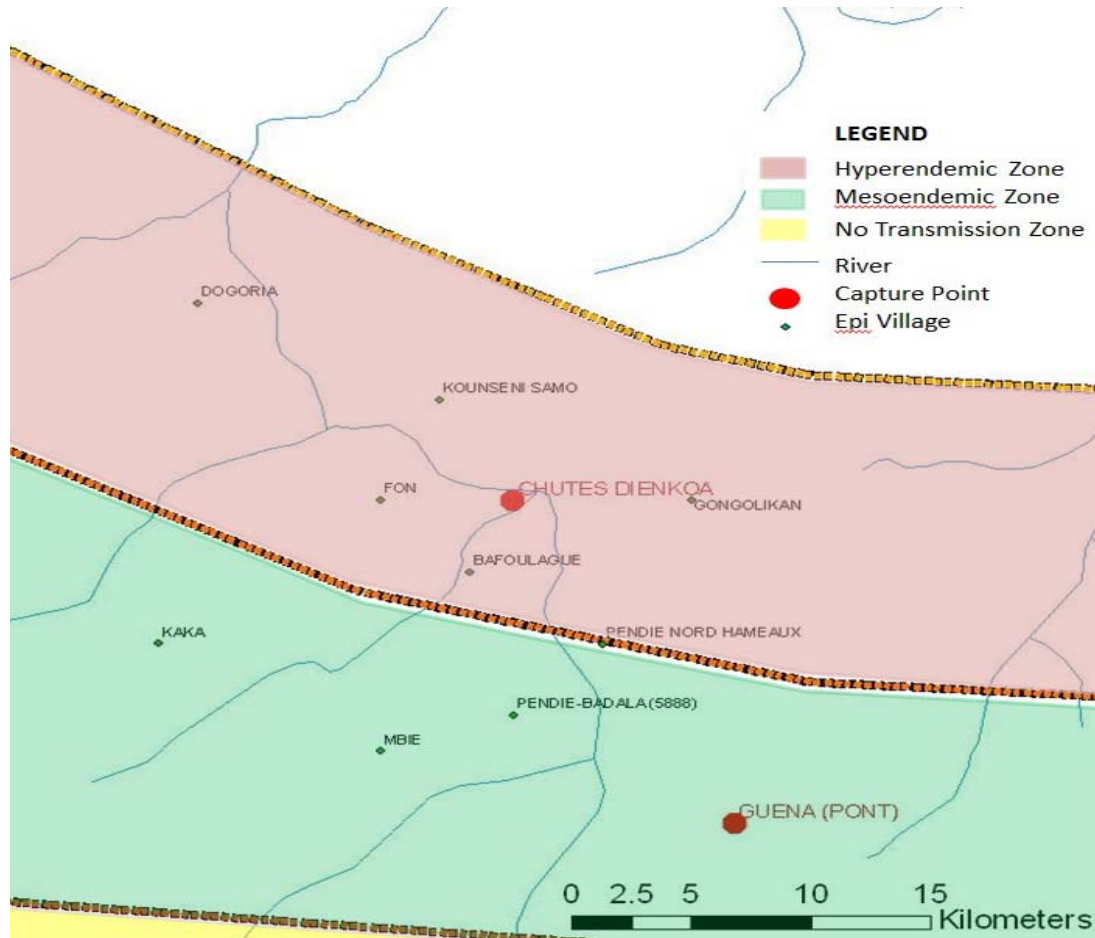 LEGEND
Hyperendemic Zone
Mesoendemic Zone
No Transmission Zone
River
Capture Point
Epi Village
DOGORIA
KOUNSENI SAMO
FON
CHUTES DIENKOA
GONGOLIKAN
BAFOULAGUE
KAKA
PENDIE NORD HAMEAUX
PENDIE-BADALA (5888)
MBIE
GUENA (PONT)
0 2.5 5 10 15
Kilometers